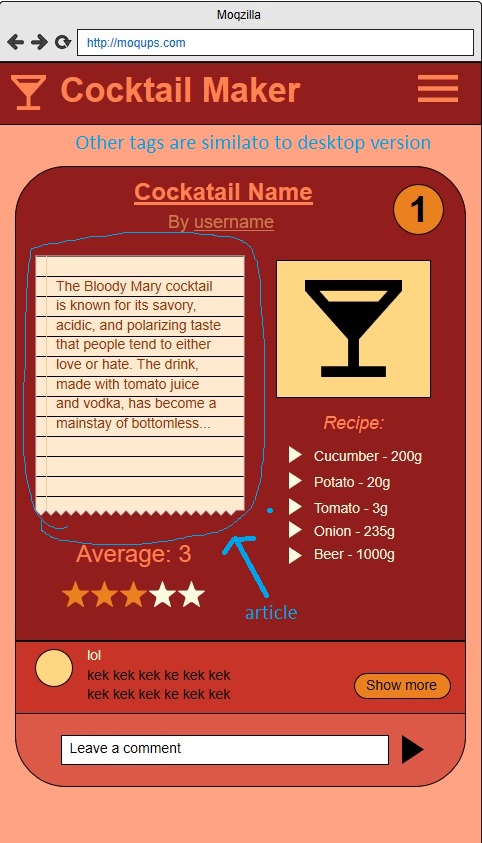 Moqzilla
http://moqups.com
Cocktail Maker
Other tags are similato to desktop version
Cockatail Name
By username
1
The Bloody Mary cocktail
is known for its savory,
acidic, and polarizing taste
that people tend to either
love or hate. The drink,
made with tomato juice
and vodka, has become a
mainstay of bottomless...
Recipe:
Cucumber - 200g
Potato - 20g
Tomato - 3g
Onion - 235g
Beer - 1000g
Average: 3
article
lol
kek kek kek ke kek kek
kek kek kek ke kek kek
Show more
Leave a comment